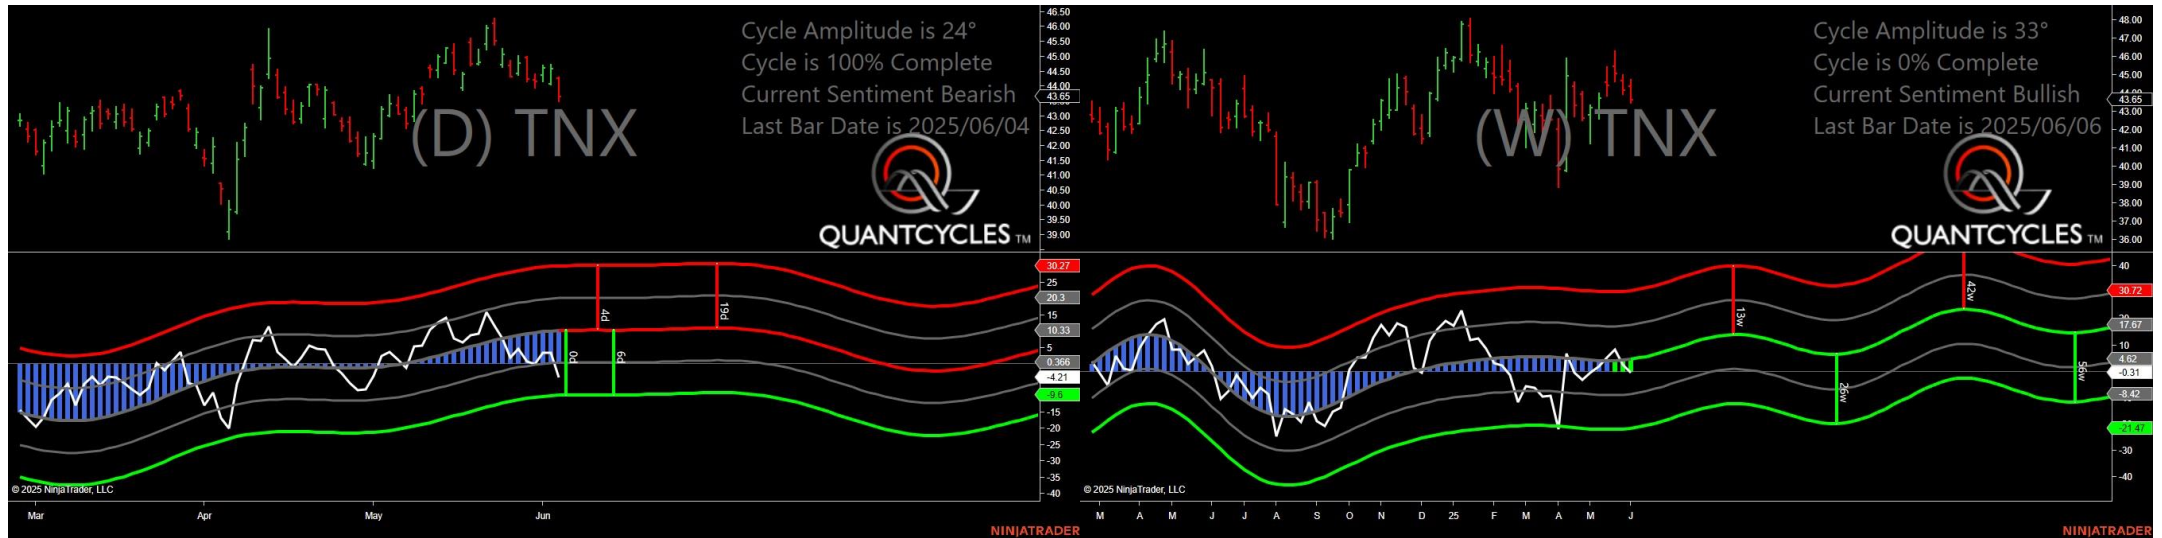 Cycle Amplitude is 24°
Cycle is 100% Complete
Current Sentiment Bearish
Last Bar Date is 2025/06/04
(D) TNX
QUANTCYCLES TM
46.50
46.00
45.50
45.00
44.50
44.00
43.65
43.00
42.50
42.00
41.50
41.00
40.50
40.00
39.50
39.00
30.27
25
20.3
15
10.33
5
0.366
-4.21
-9.6
-15
-20
-25
-30
-35
-40
4d
19d
0d
6d
© 2025 NinjaTrader, LLC
Mar Apr May Jun
NINJATRADER
Cycle Amplitude is 33°
Cycle is 0% Complete
Current Sentiment Bullish
Last Bar Date is 2025/06/06
(W) TNX
QUANTCYCLES TM
48.00
47.00
46.00
45.00
43.65
43.00
42.00
41.00
40.00
39.00
38.00
37.00
36.00
40
30.72
17.67
10
4.62
-0.31
-8.42
-21.47
-30
-40
13w
42w
26w
56w
© 2025 NinjaTrader, LLC
M A M J J A S O N D 25 F M A M J
NINJATRADER